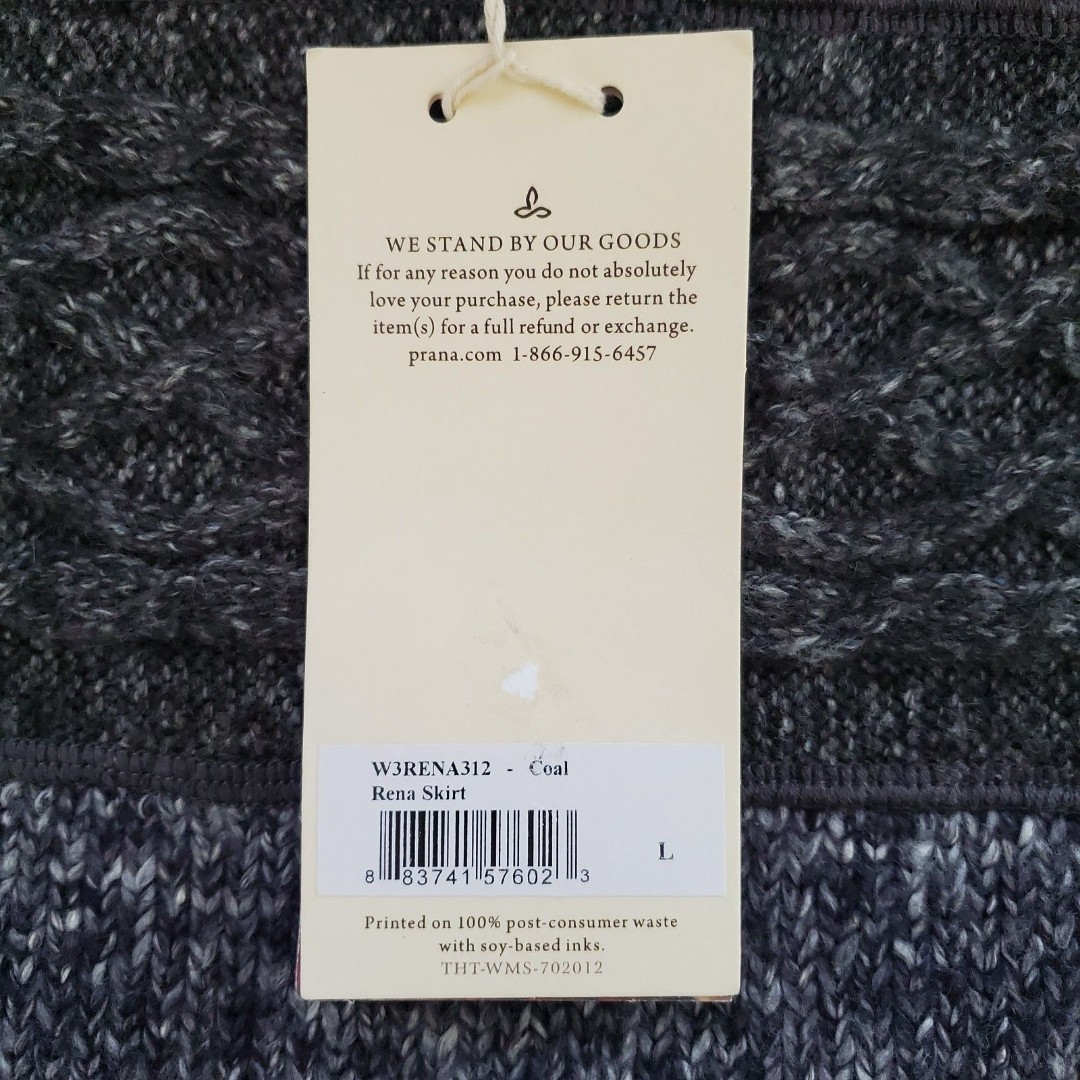 WE STAND BY OUR GOODS
If for any reason you do not absolutely
love your purchase, please return the
item(s) for a full refund or exchange.
prana.com 1-866-915-6457
W3RENA312 - Coal
Rena Skirt
L
8 83741 57602 3
Printed on 100% post-consumer waste
with soy-based inks.
THT-WMS-702012